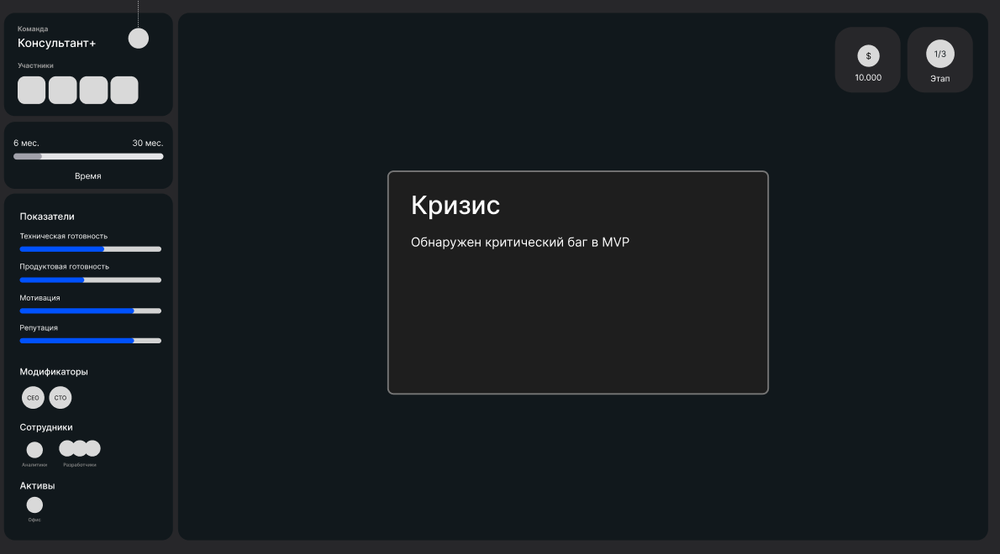 Команда
Консультант+
Участники
6 мес. 30 мес.
Время
Показатели
Техническая готовность
Продуктовая готовность
Мотивация
Репутация
Модификаторы
CEO CTO
Сотрудники
Аналитики Разработчики
Активы
Офис
$
10.000
1/3
Этап
Кризис
Обнаружен критический баг в MVP